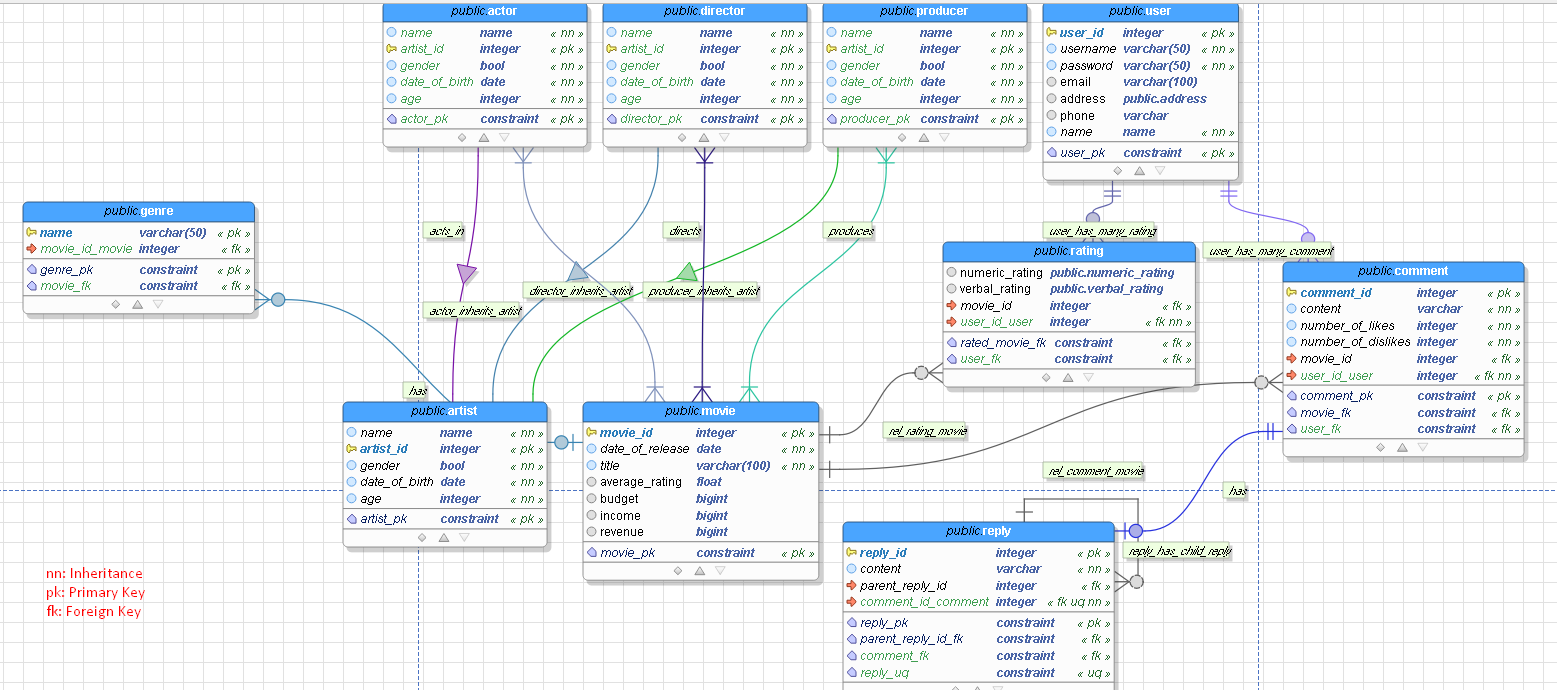 public.actor
name name « nn »
artist_id integer « pk »
gender bool « nn »
date_of_birth date « nn »
age integer « nn »
actor_pk constraint « pk »
public.director
name name « nn »
artist_id integer « pk »
gender bool « nn »
date_of_birth date « nn »
age integer « nn »
director_pk constraint « pk »
public.producer
name name « nn »
artist_id integer « pk »
gender bool « nn »
date_of_birth date « nn »
age integer « nn »
producer_pk constraint « pk »
public.user
user_id integer « pk »
username varchar(50) « nn »
password varchar(50) « nn »
email varchar(100)
address public.address
phone varchar
name name « nn »
user_pk constraint « pk »
public.genre
name varchar(50) « pk »
movie_id_movie integer « fk »
genre_pk constraint « pk »
movie_fk constraint « fk »
acts_in
directs
produces
user_has_many_rating
user_has_many_comment
actor_inherits_artist
director_inherits_artist
producer_inherits_artist
public.rating
numeric_rating public.numeric_rating
verbal_rating public.verbal_rating
movie_id integer « fk »
user_id_user integer « fk nn »
rated_movie_fk constraint « fk »
user_fk constraint « fk »
public.comment
comment_id integer « pk »
content varchar « nn »
number_of_likes integer « nn »
number_of_dislikes integer « nn »
movie_id integer « fk »
user_id_user integer « fk nn »
comment_pk constraint « pk »
movie_fk constraint « fk »
user_fk constraint « fk »
has
public.artist
name name « nn »
artist_id integer « pk »
gender bool « nn »
date_of_birth date « nn »
age integer « nn »
artist_pk constraint « pk »
public.movie
movie_id integer « pk »
date_of_release date « nn »
title varchar(100) « nn »
average_rating float
budget bigint
income bigint
revenue bigint
movie_pk constraint « pk »
rel_rating_movie
rel_comment_movie
has
public.reply
reply_id integer « pk »
content varchar « nn »
parent_reply_id integer « fk »
comment_id_comment integer « fk uq nn »
reply_pk constraint « pk »
parent_reply_id_fk constraint « fk »
comment_fk constraint « fk »
reply_uq constraint « uq »
reply_has_child_reply
nn: Inheritance
pk: Primary Key
fk: Foreign Key